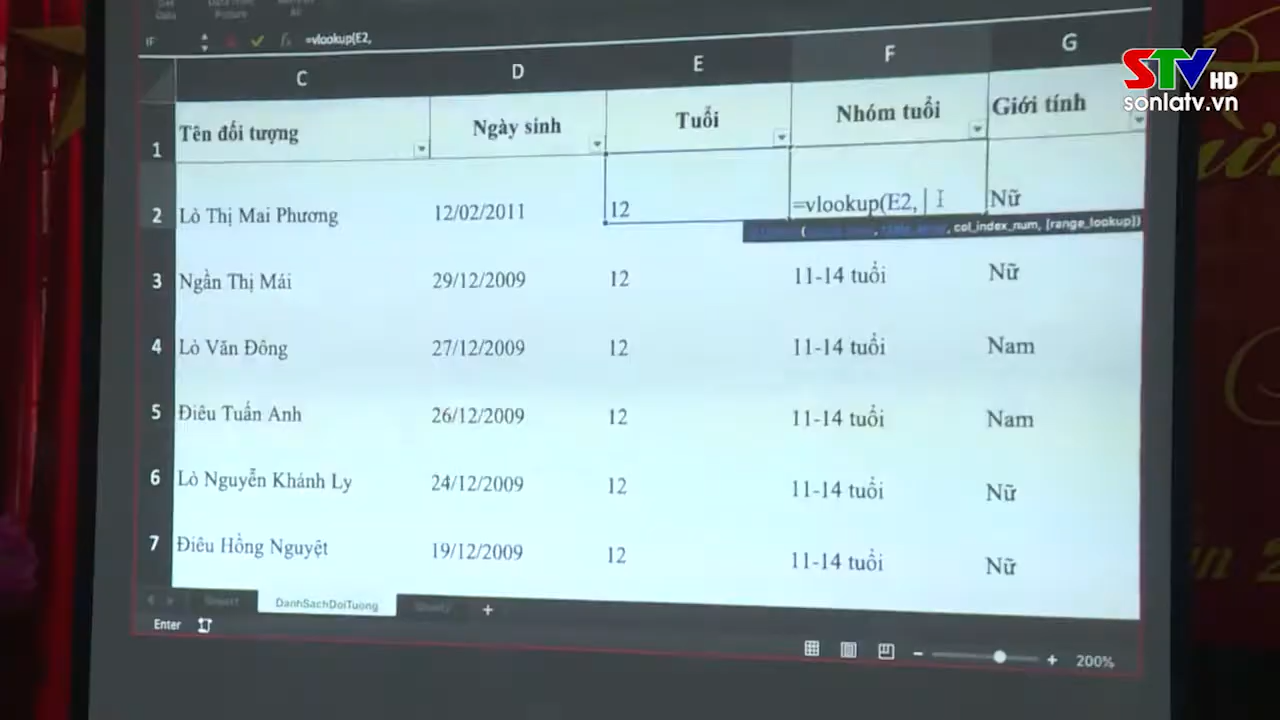 =vlookup(E2,
C D E F G
1 Tên đối tượng Ngày sinh Tuổi Nhóm tuổi Giới tính
2 Lò Thị Mai Phương 12/02/2011 12 =vlookup(E2, Nữ
, col_index_num, [range_lookup])
3 Ngần Thị Mái 29/12/2009 12 11-14 tuổi Nữ
4 Lò Văn Đông 27/12/2009 12 11-14 tuổi Nam
5 Điêu Tuấn Anh 26/12/2009 12 11-14 tuổi Nam
6 Lò Nguyễn Khánh Ly 24/12/2009 12 11-14 tuổi Nữ
7 Điêu Hồng Nguyệt 19/12/2009 12 11-14 tuổi Nữ
DanhSachDoiTuong +
Enter
200%
STV HD
sonlatv.vn